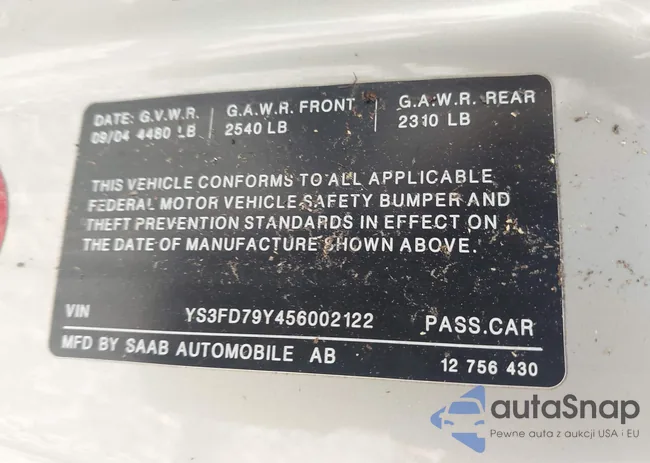 DATE: G.V.W.R. G.A.W.R. FRONT G.A.W.R. REAR
09/04 4480 LB 2540 LB 2310 LB
THIS VEHICLE CONFORMS TO ALL APPLICABLE
FEDERAL MOTOR VEHICLE SAFETY BUMPER AND
THEFT PREVENTION STANDARDS IN EFFECT ON
THE DATE OF MANUFACTURE SHOWN ABOVE.
VIN YS3FD79Y456002122 PASS.CAR
MFD BY SAAB AUTOMOBILE AB 12 756 430
autaSnap
Pewne auta z aukcji USA i EU